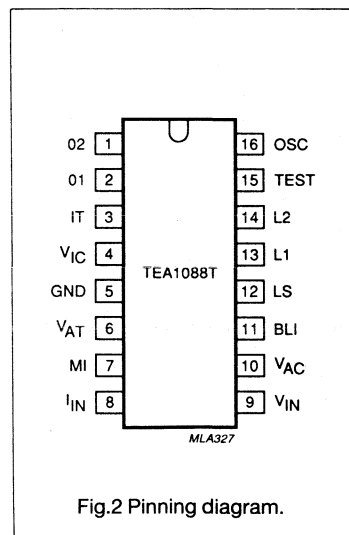 02 1 16 OSC
01 2 15 TEST
IT 3 14 L2
VIC 4 13 L1
TEA1088T
GND 5 12 LS
VAT 6 11 BLI
MI 7 10 VAC
IIN 8 9 VIN
MLA327
Fig.2 Pinning diagram.